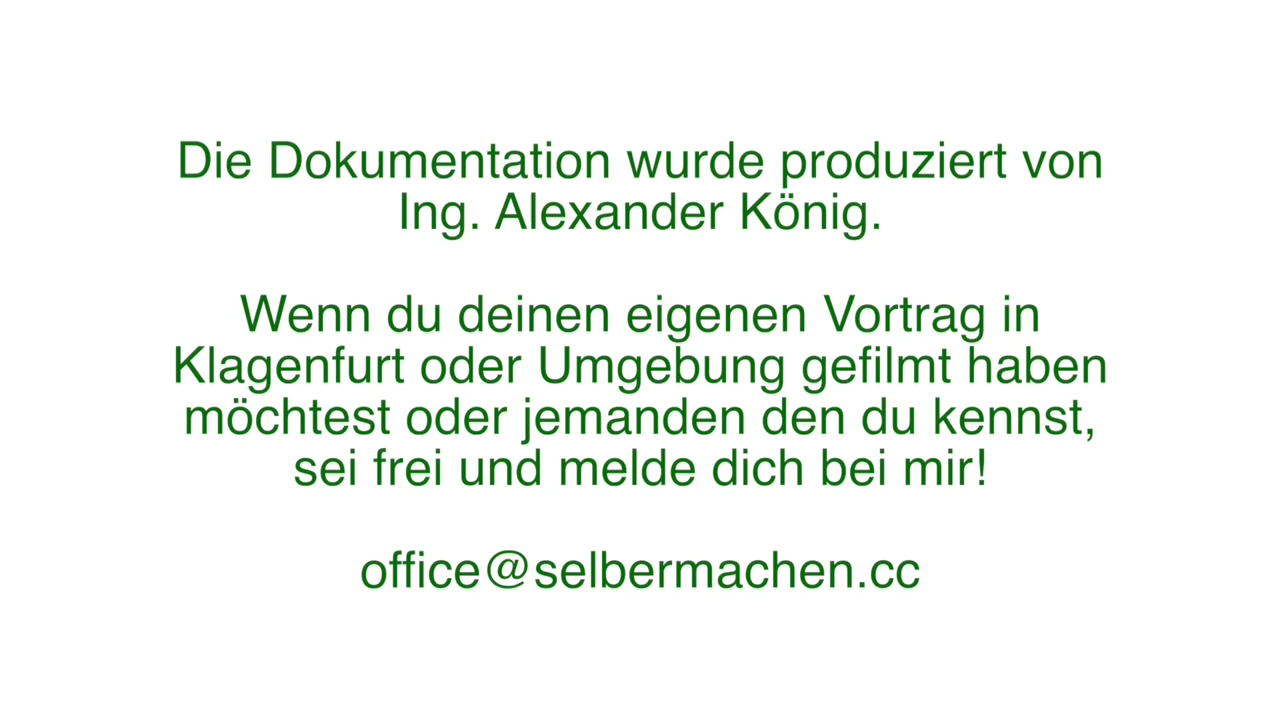 Die Dokumentation wurde produziert von
Ing. Alexander König.
Wenn du deinen eigenen Vortrag in
Klagenfurt oder Umgebung gefilmt haben
möchtest oder jemanden den du kennst,
sei frei und melde dich bei mir!
office@selbermachen.cc